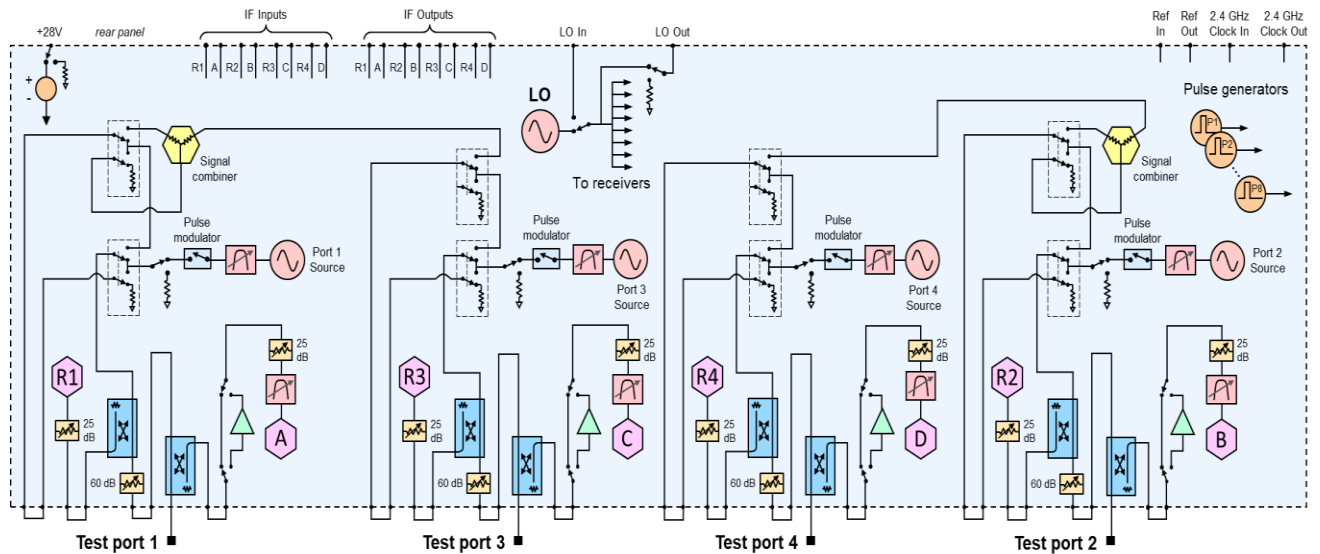 +28V
rear panel
IF Inputs
IF Outputs
LO In
LO Out
Ref
In
Ref
Out
2.4 GHz
Clock In
2.4 GHz
Clock Out
R1 A R2 B R3 C R4 D
R1 A R2 B R3 C R4 D
+
-
LO
To receivers
Pulse generators
P1
P2
P8
Signal
combiner
Signal
combiner
Pulse
modulator
Port 1
Source
Pulse
modulator
Port 3
Source
Pulse
modulator
Port 4
Source
Pulse
modulator
Port 2
Source
R1
25
dB
60 dB
25
dB
A
R3
25
dB
60 dB
25
dB
C
R4
25
dB
60 dB
25
dB
D
R2
25
dB
60 dB
25
dB
B
Test port 1
Test port 3
Test port 4
Test port 2